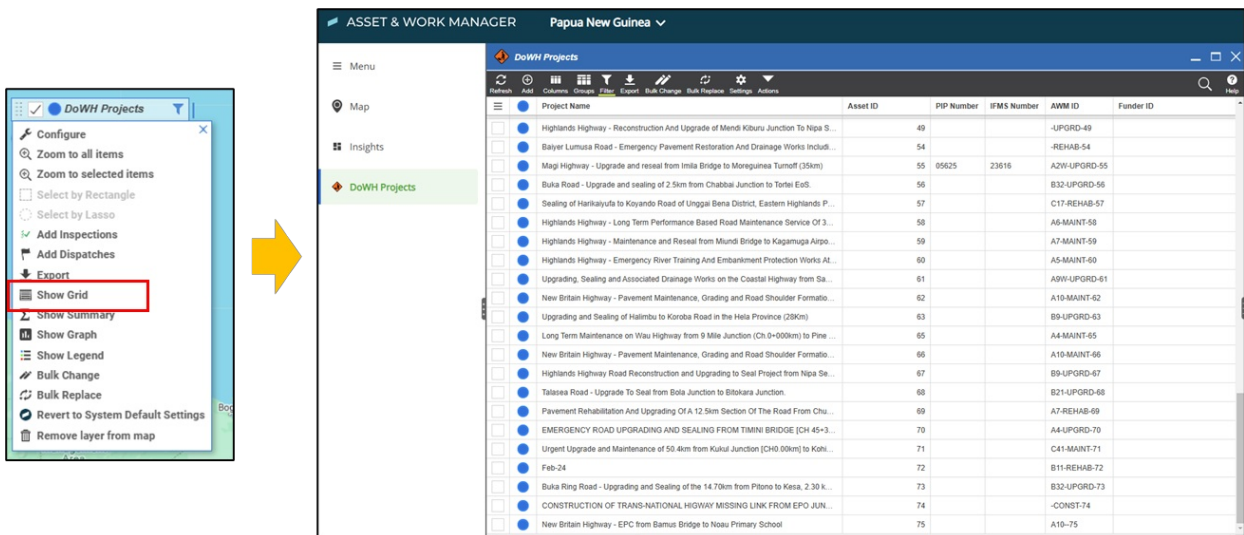 DoWH Projects
Configure
Zoom to all items
Zoom to selected items
Select by Rectangle
Select by Lasso
Add Inspections
Add Dispatches
Export
Show Grid
Show Summary
Show Graph
Show Legend
Bulk Change
Bulk Replace
Revert to System Default Settings
Remove layer from map
ASSET & WORK MANAGER Papua New Guinea
Menu
Map
Insights
DoWH Projects
DoWH Projects
Refresh Add Columns Groups Filter Export Bulk Change Bulk Replace Settings Actions Help
Project Name Asset ID PIP Number IFMS Number AWM ID Funder ID
Highlands Highway - Reconstruction And Upgrade of Mendi Kiburu Junction To Nipa S... 49 -UPGRD-49
Baiyer Lumusa Road - Emergency Pavement Restoration And Drainage Works Includi... 54 -REHAB-54
Magi Highway - Upgrade and reseal from Imila Bridge to Moreguinea Turnoff (35km) 55 05625 23616 A2W-UPGRD-55
Buka Road - Upgrade and sealing of 2.5km from Chabbai Junction to Tortei EoS. 56 B32-UPGRD-56
Sealing of Harikaiyufa to Koyando Road of Unggai Bena District, Eastern Highlands P... 57 C17-REHAB-57
Highlands Highway - Long Term Performance Based Road Maintenance Service Of 3... 58 A6-MAINT-58
Highlands Highway - Maintenance and Reseal from Miundi Bridge to Kagamuga Airpo... 59 A7-MAINT-59
Highlands Highway - Emergency River Training And Embankment Protection Works At... 60 A5-MAINT-60
Upgrading, Sealing and Associated Drainage Works on the Coastal Highway from Sa... 61 A9W-UPGRD-61
New Britain Highway - Pavement Maintenance, Grading and Road Shoulder Formatio... 62 A10-MAINT-62
Upgrading and Sealing of Halimbu to Koroba Road in the Hela Province (28Km) 63 B9-UPGRD-63
Long Term Maintenance on Wau Highway from 9 Mile Junction (Ch.0+000km) to Pine ... 65 A4-MAINT-65
New Britain Highway - Pavement Maintenance, Grading and Road Shoulder Formatio... 66 A10-MAINT-66
Highlands Highway Road Reconstruction and Upgrading to Seal Project from Nipa Se... 67 B9-UPGRD-67
Talasea Road - Upgrade To Seal from Bola Junction to Bitokara Junction. 68 B21-UPGRD-68
Pavement Rehabilitation And Upgrading Of A 12.5km Section Of The Road From Chu... 69 A7-REHAB-69
EMERGENCY ROAD UPGRADING AND SEALING FROM TIMINI BRIDGE [CH 45+3... 70 A4-UPGRD-70
Urgent Upgrade and Maintenance of 50.4km from Kukul Junction [CH0.00km] to Kohi... 71 C41-MAINT-71
Feb-24 72 B11-REHAB-72
Buka Ring Road - Upgrading and Sealing of the 14.70km from Pitono to Kesa, 2.30 k... 73 B32-UPGRD-73
CONSTRUCTION OF TRANS-NATIONAL HIGWAY MISSING LINK FROM EPO JUN... 74 -CONST-74
New Britain Highway - EPC from Bamus Bridge to Noau Primary School 75 A10--75